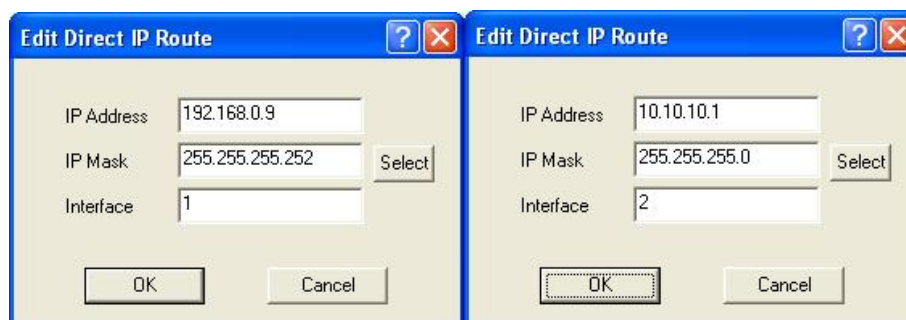 Edit Direct IP Route
IP Address 192.168.0.9
IP Mask 255.255.255.252 Select
Interface 1
OK Cancel
Edit Direct IP Route
IP Address 10.10.10.1
IP Mask 255.255.255.0 Select
Interface 2
OK Cancel